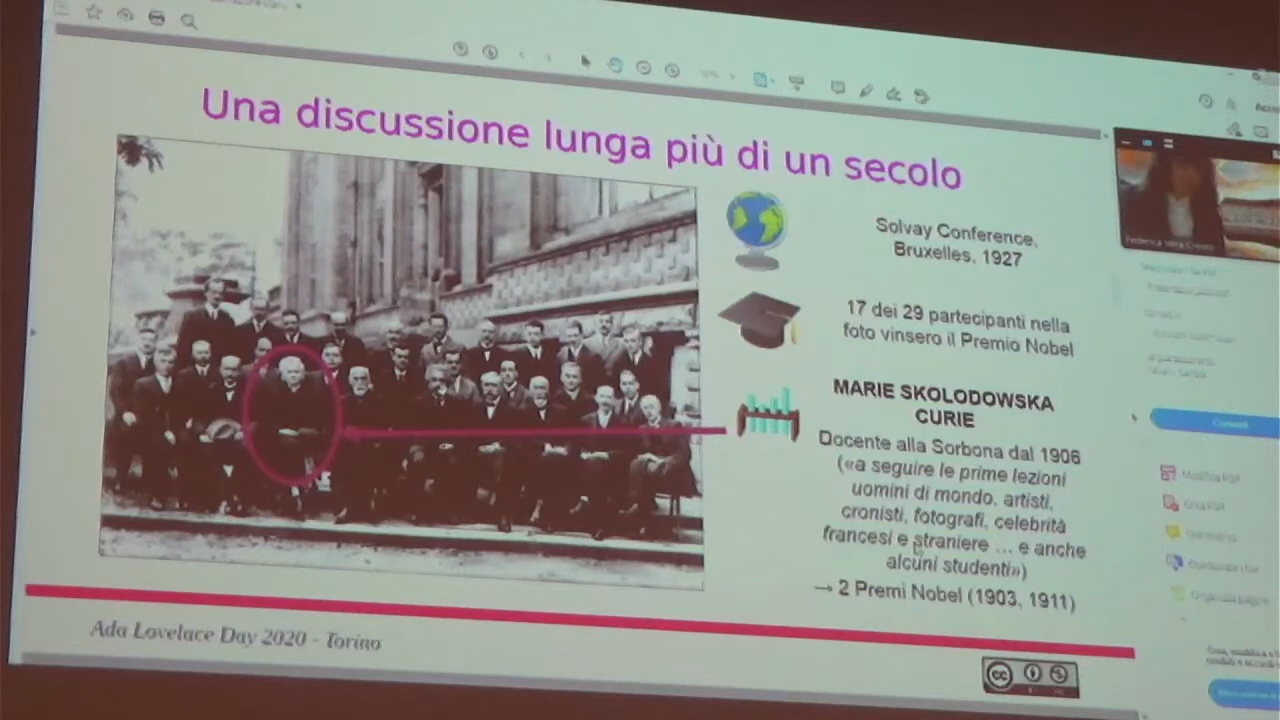 Una discussione lunga più di un secolo
Solvay Conference,
Bruxelles, 1927
17 dei 29 partecipanti nella
foto vinsero il Premio Nobel
MARIE SKOLODOWSKA
CURIE
Docente alla Sorbona dal 1906
(«a seguire le prime lezioni
uomini di mondo, artisti,
cronisti, fotografi, celebrità
francesi e straniere ... e anche
alcuni studenti»)
→ 2 Premi Nobel (1903, 1911)
Ada Lovelace Day 2020 - Torino
cc